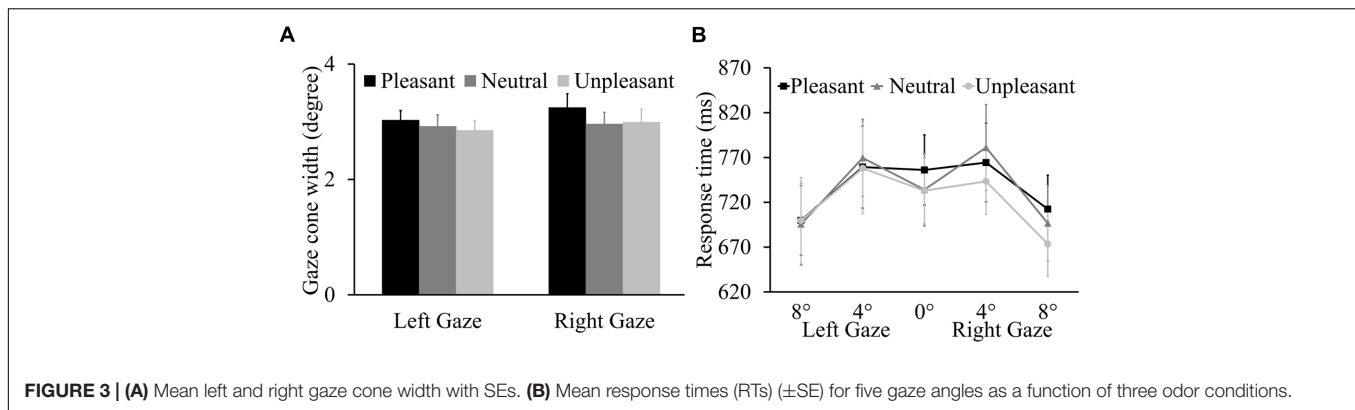 A
Gaze cone width (degree)
4
2
0
Pleasant Neutral Unpleasant
Left Gaze Right Gaze
B
Response time (ms)
870
820
770
720
670
620
Pleasant Neutral Unpleasant
8° 4° 0° 4° 8°
Left Gaze Right Gaze
FIGURE 3 | (A) Mean left and right gaze cone width with SEs. (B) Mean response times (RTs) (±SE) for five gaze angles as a function of three odor conditions.